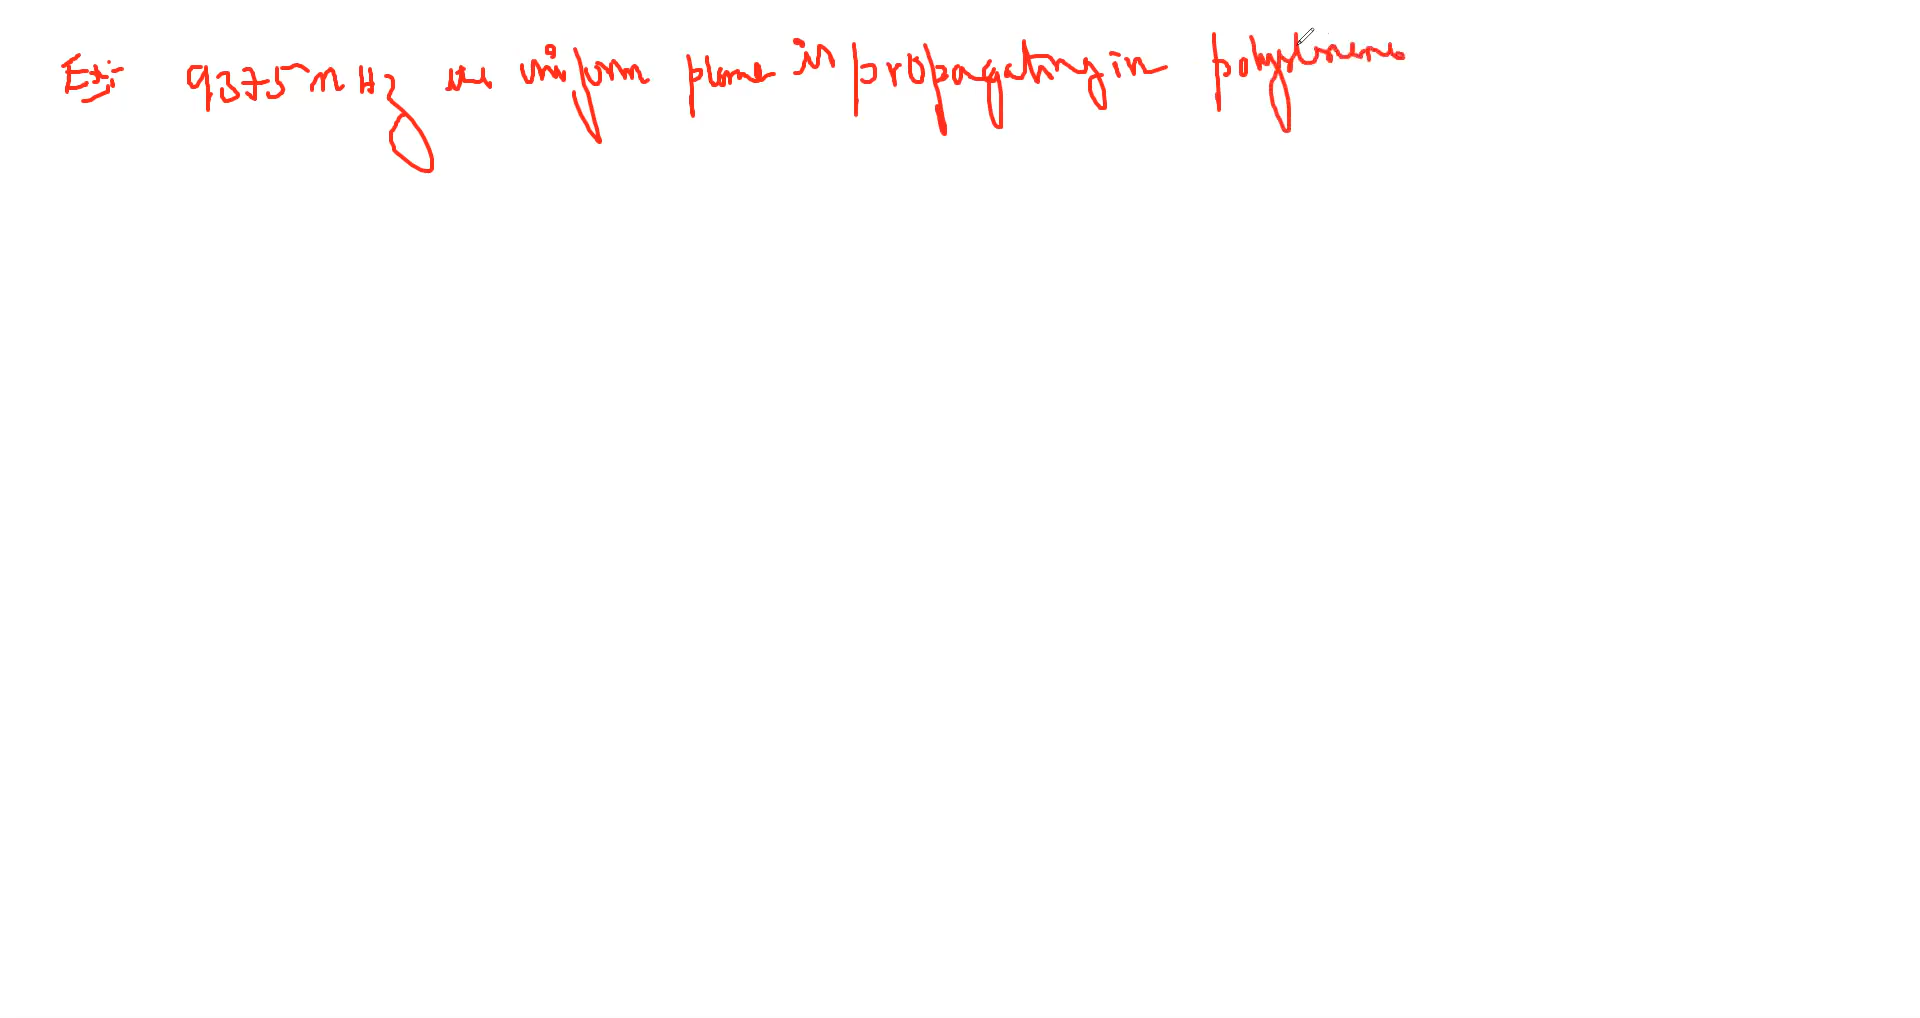 Ex:- 9375 MHz uniform plane is propagating in polystyrene